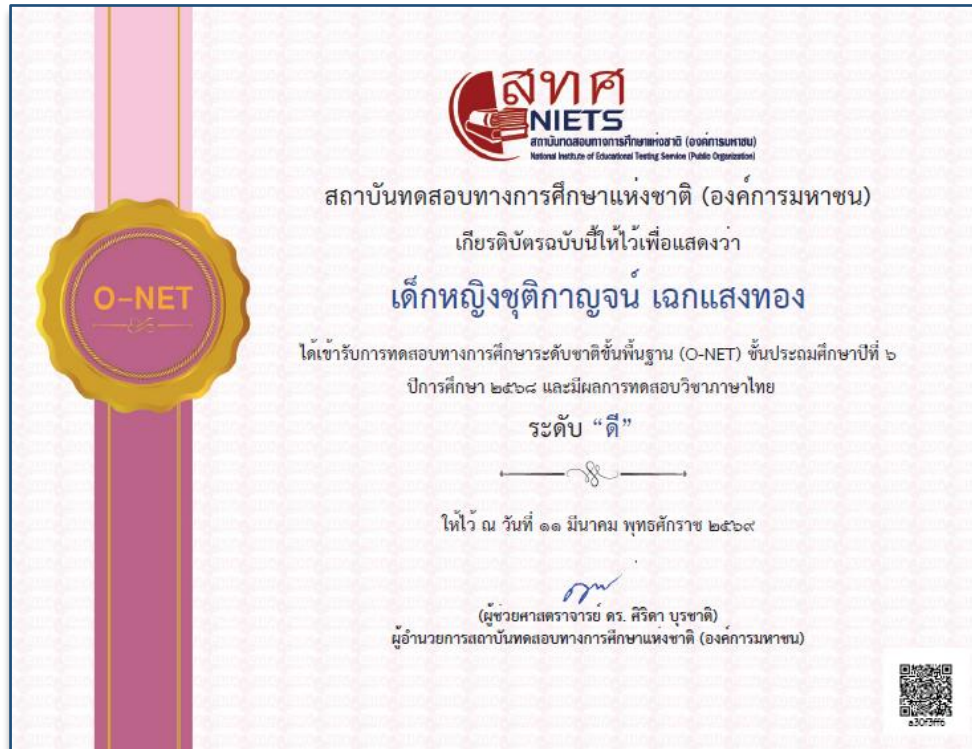 สทศ
NIETS
สถาบันทดสอบทางการศึกษาแห่งชาติ (องค์การมหาชน)
National Institute of Educational Testing Service (Public Organization)
สถาบันทดสอบทางการศึกษาแห่งชาติ (องค์การมหาชน)
เกียรติบัตรฉบับนี้ให้ไว้เพื่อแสดงว่า
เด็กหญิงชุติกาญจน์ เฉกแสงทอง
O-NET
ได้เข้ารับการทดสอบทางการศึกษาระดับชาติขั้นพื้นฐาน (O-NET) ชั้นประถมศึกษาปีที่ ๖
ปีการศึกษา ๒๕๖๘ และมีผลการทดสอบวิชาภาษาไทย
ระดับ “ดี”
ให้ไว้ ณ วันที่ ๑๑ มีนาคม พุทธศักราช ๒๕๖๙
(ผู้ช่วยศาสตราจารย์ ดร. ศิริดา บุรชาติ)
ผู้อำนวยการสถาบันทดสอบทางการศึกษาแห่งชาติ (องค์การมหาชน)
a30f3ff6